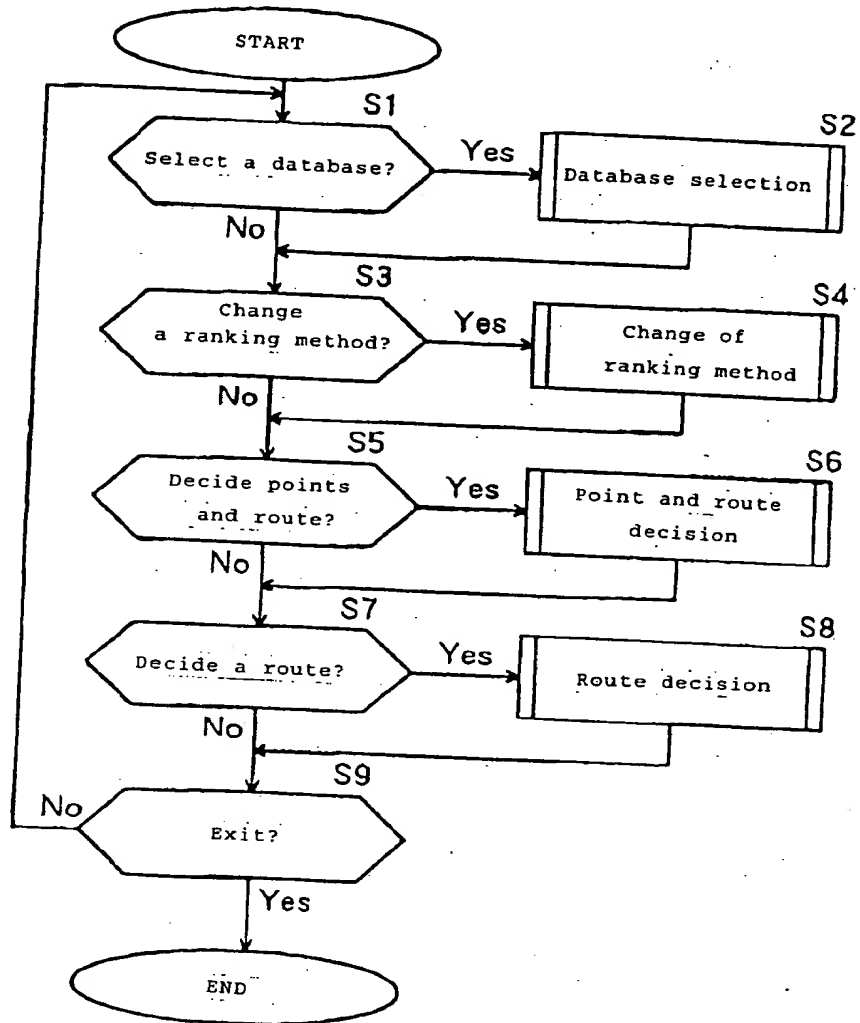 START
S1
Select a database?
Yes
S2
Database selection
No
S3
Change
a ranking method?
Yes
S4
Change of
ranking method
No
S5
Decide points
and route?
Yes
S6
Point and route
decision
No
S7
Decide a route?
Yes
S8
Route decision
No
S9
No
Exit?
Yes
END